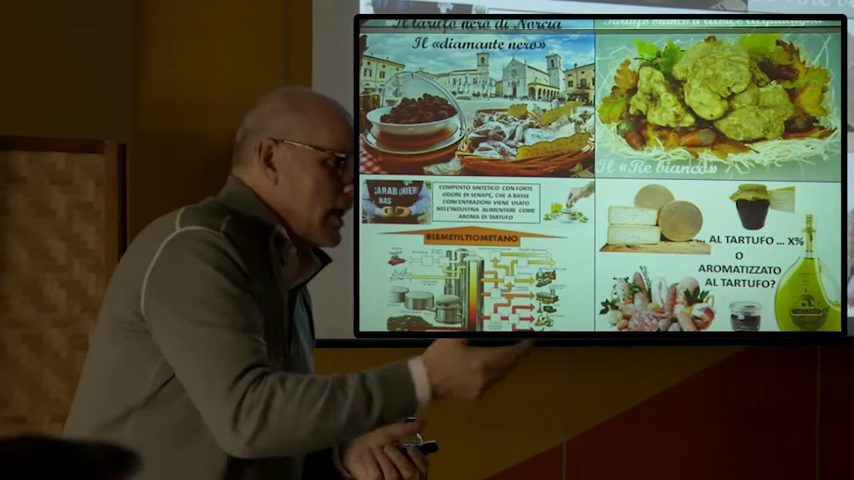 Il tartufo nero di Norcia
Il «diamante nero»
Tartufo bianco
Il «Re bianco»
CARABINIERI
NAS
COMPOSTO SINTETICO CON FORTE
ODORE DI SENAPE, CHE A BASSE
CONCENTRAZIONI VIENE USATO
NELL'INDUSTRIA ALIMENTARE COME
AROMA DI TARTUFO
BISMETILTIOMETANO
AL TARTUFO ... X%
O
AROMATIZZATO
AL TARTUFO?